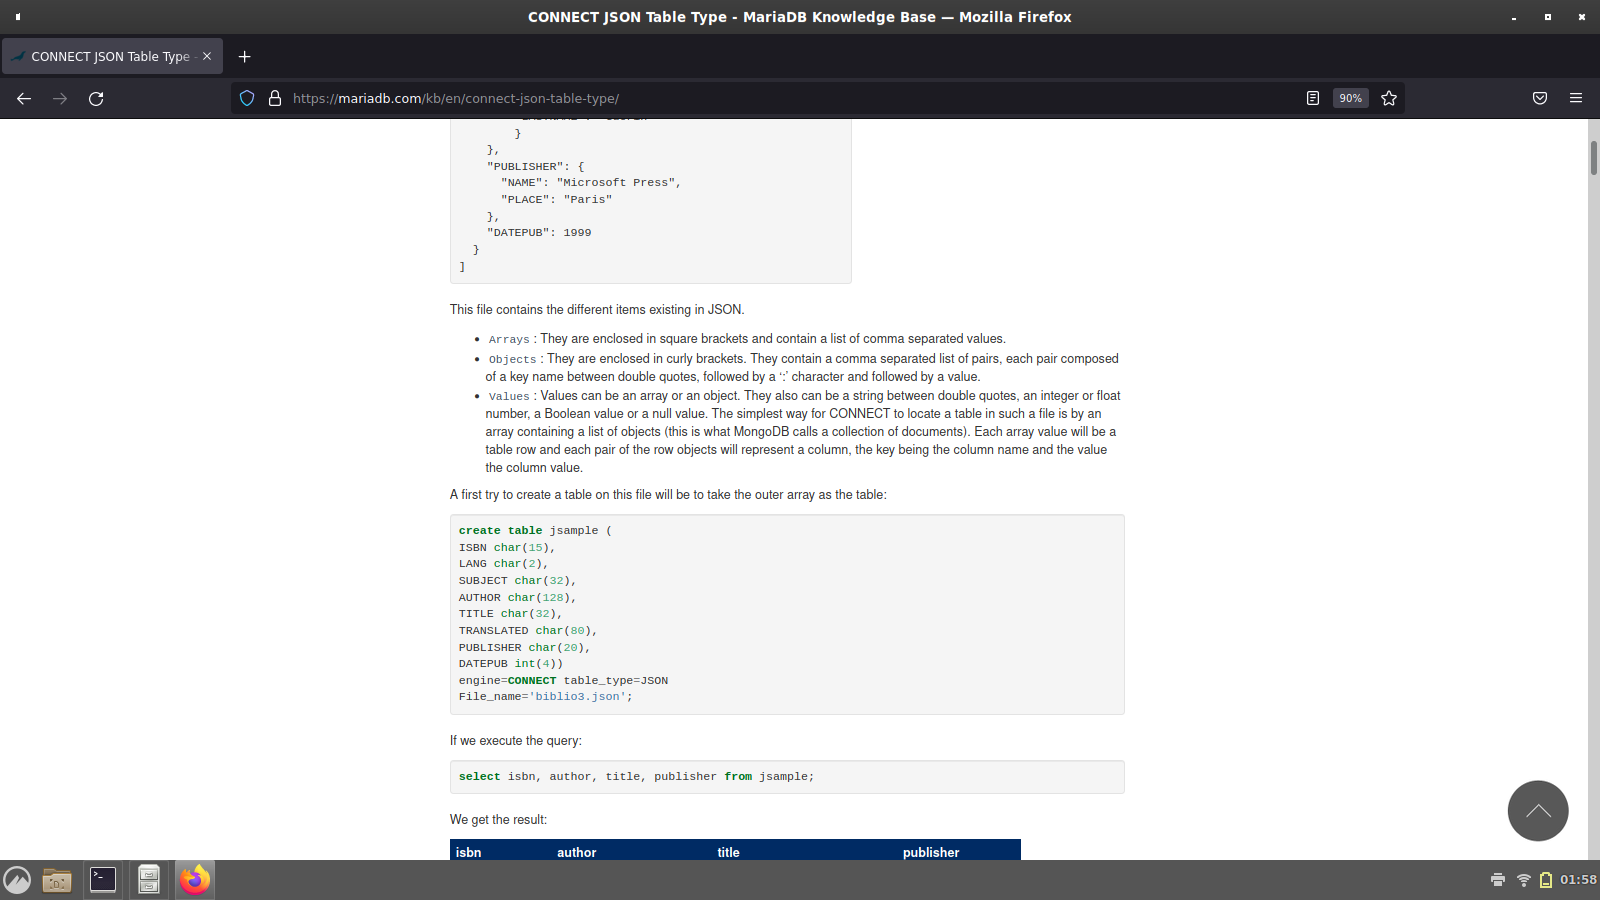 CONNECT JSON Table Type - MariaDB Knowledge Base — Mozilla Firefox
CONNECT JSON Table Type -
https://mariadb.com/kb/en/connect-json-table-type/
90%
}
},
"PUBLISHER": {
"NAME": "Microsoft Press",
"PLACE": "Paris"
},
"DATEPUB": 1999
}
]
This file contains the different items existing in JSON.
• Arrays : They are enclosed in square brackets and contain a list of comma separated values.
• Objects : They are enclosed in curly brackets. They contain a comma separated list of pairs, each pair composed
of a key name between double quotes, followed by a ‘:’ character and followed by a value.
• Values : Values can be an array or an object. They also can be a string between double quotes, an integer or float
number, a Boolean value or a null value. The simplest way for CONNECT to locate a table in such a file is by an
array containing a list of objects (this is what MongoDB calls a collection of documents). Each array value will be a
table row and each pair of the row objects will represent a column, the key being the column name and the value
the column value.
A first try to create a table on this file will be to take the outer array as the table:
create table jsample (
ISBN char(15),
LANG char(2),
SUBJECT char(32),
AUTHOR char(128),
TITLE char(32),
TRANSLATED char(80),
PUBLISHER char(20),
DATEPUB int(4))
engine=CONNECT table_type=JSON
File_name='biblio3.json';
If we execute the query:
select isbn, author, title, publisher from jsample;
We get the result:
isbn author title publisher
01:58